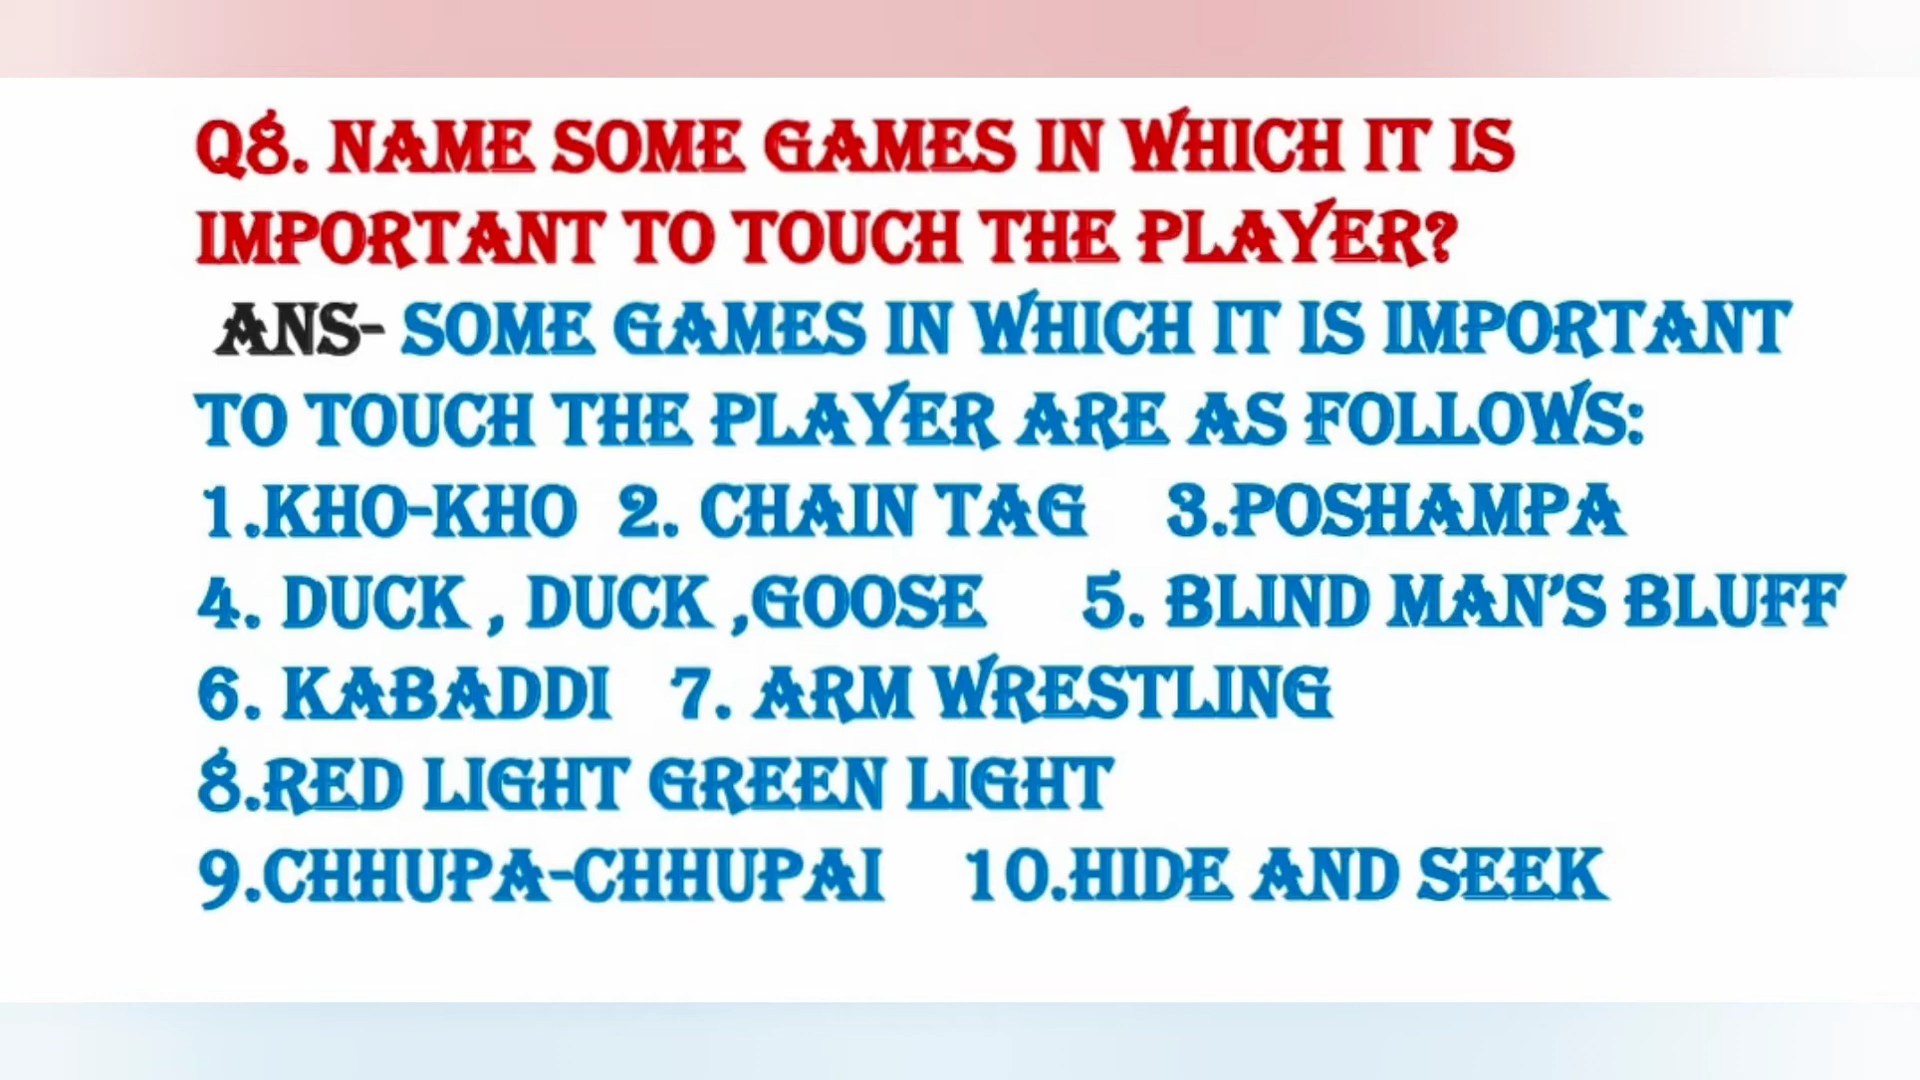 Q8. NAME SOME GAMES IN WHICH IT IS
IMPORTANT TO TOUCH THE PLAYER?
ANS- SOME GAMES IN WHICH IT IS IMPORTANT
TO TOUCH THE PLAYER ARE AS FOLLOWS:
1.KHO-KHO 2. CHAIN TAG 3.POSHAMPA
4. DUCK , DUCK ,GOOSE 5. BLIND MAN'S BLUFF
6. KABADDI 7. ARM WRESTLING
8.RED LIGHT GREEN LIGHT
9.CHHUPA-CHHUPAI 10.HIDE AND SEEK